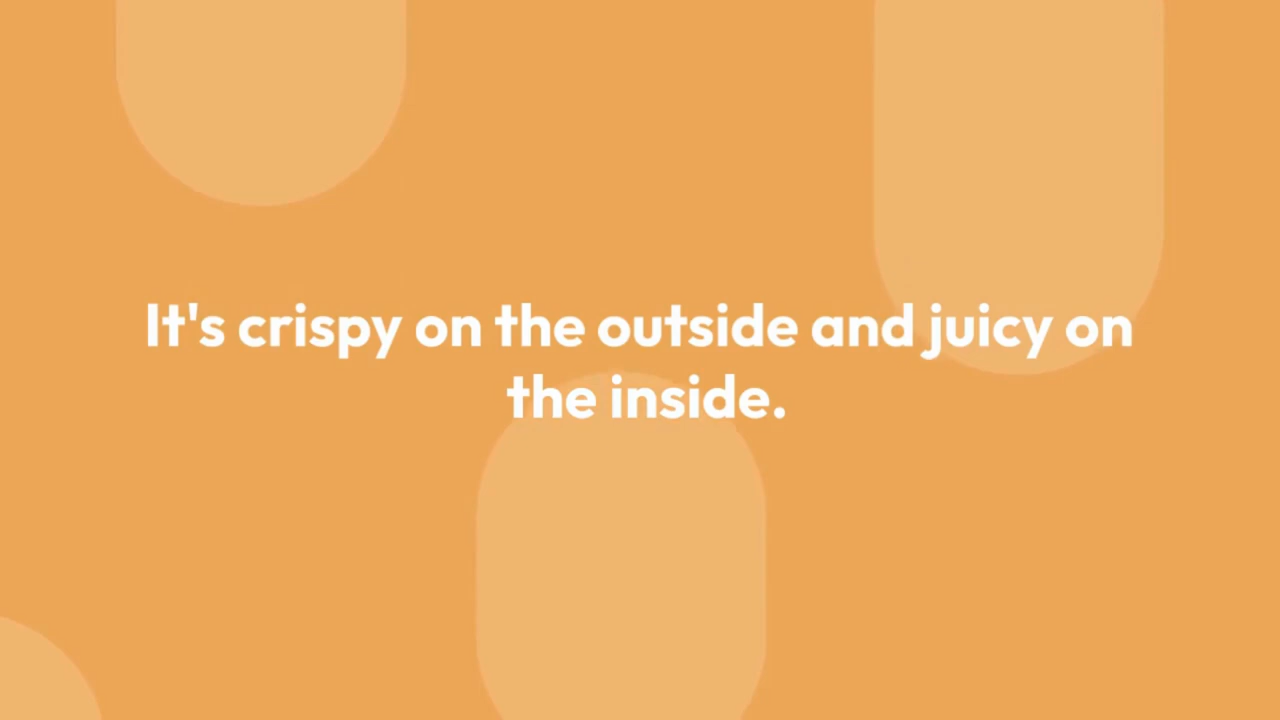 It's crispy on the outside and juicy on
the inside.